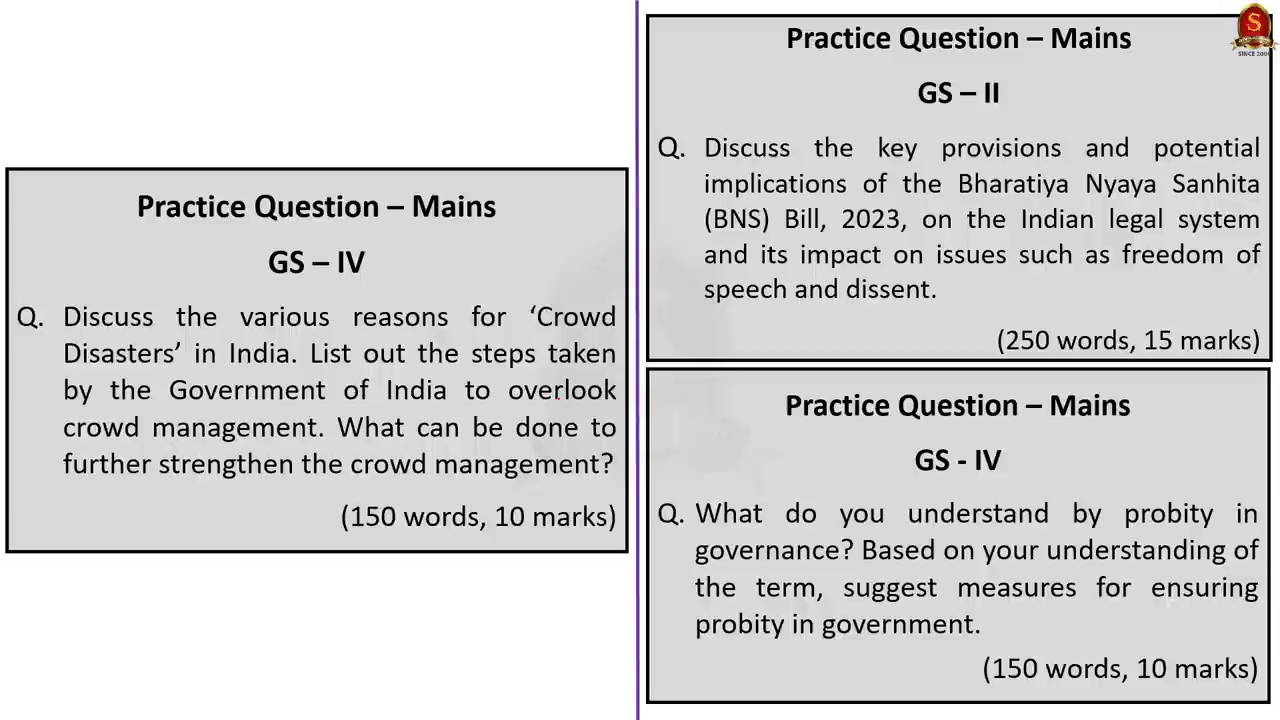 Practice Question – Mains
GS – IV
Q. Discuss the various reasons for ‘Crowd
Disasters’ in India. List out the steps taken
by the Government of India to overlook
crowd management. What can be done to
further strengthen the crowd management?
(150 words, 10 marks)
Practice Question – Mains
GS – II
Q. Discuss the key provisions and potential
implications of the Bharatiya Nyaya Sanhita
(BNS) Bill, 2023, on the Indian legal system
and its impact on issues such as freedom of
speech and dissent.
(250 words, 15 marks)
Practice Question – Mains
GS - IV
Q. What do you understand by probity in
governance? Based on your understanding of
the term, suggest measures for ensuring
probity in government.
(150 words, 10 marks)
S